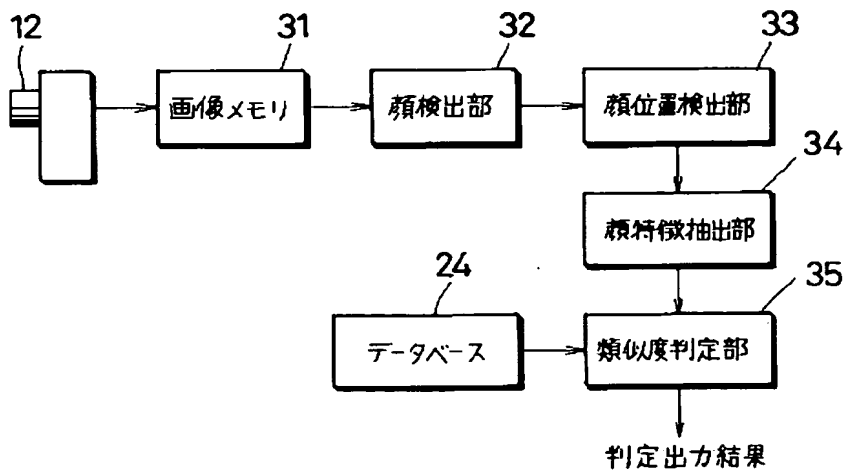 12
31
32
33
画像メモリ
顔検出部
顔位置検出部
34
顔特徴抽出部
24
35
データベース
類似度判定部
判定出力結果